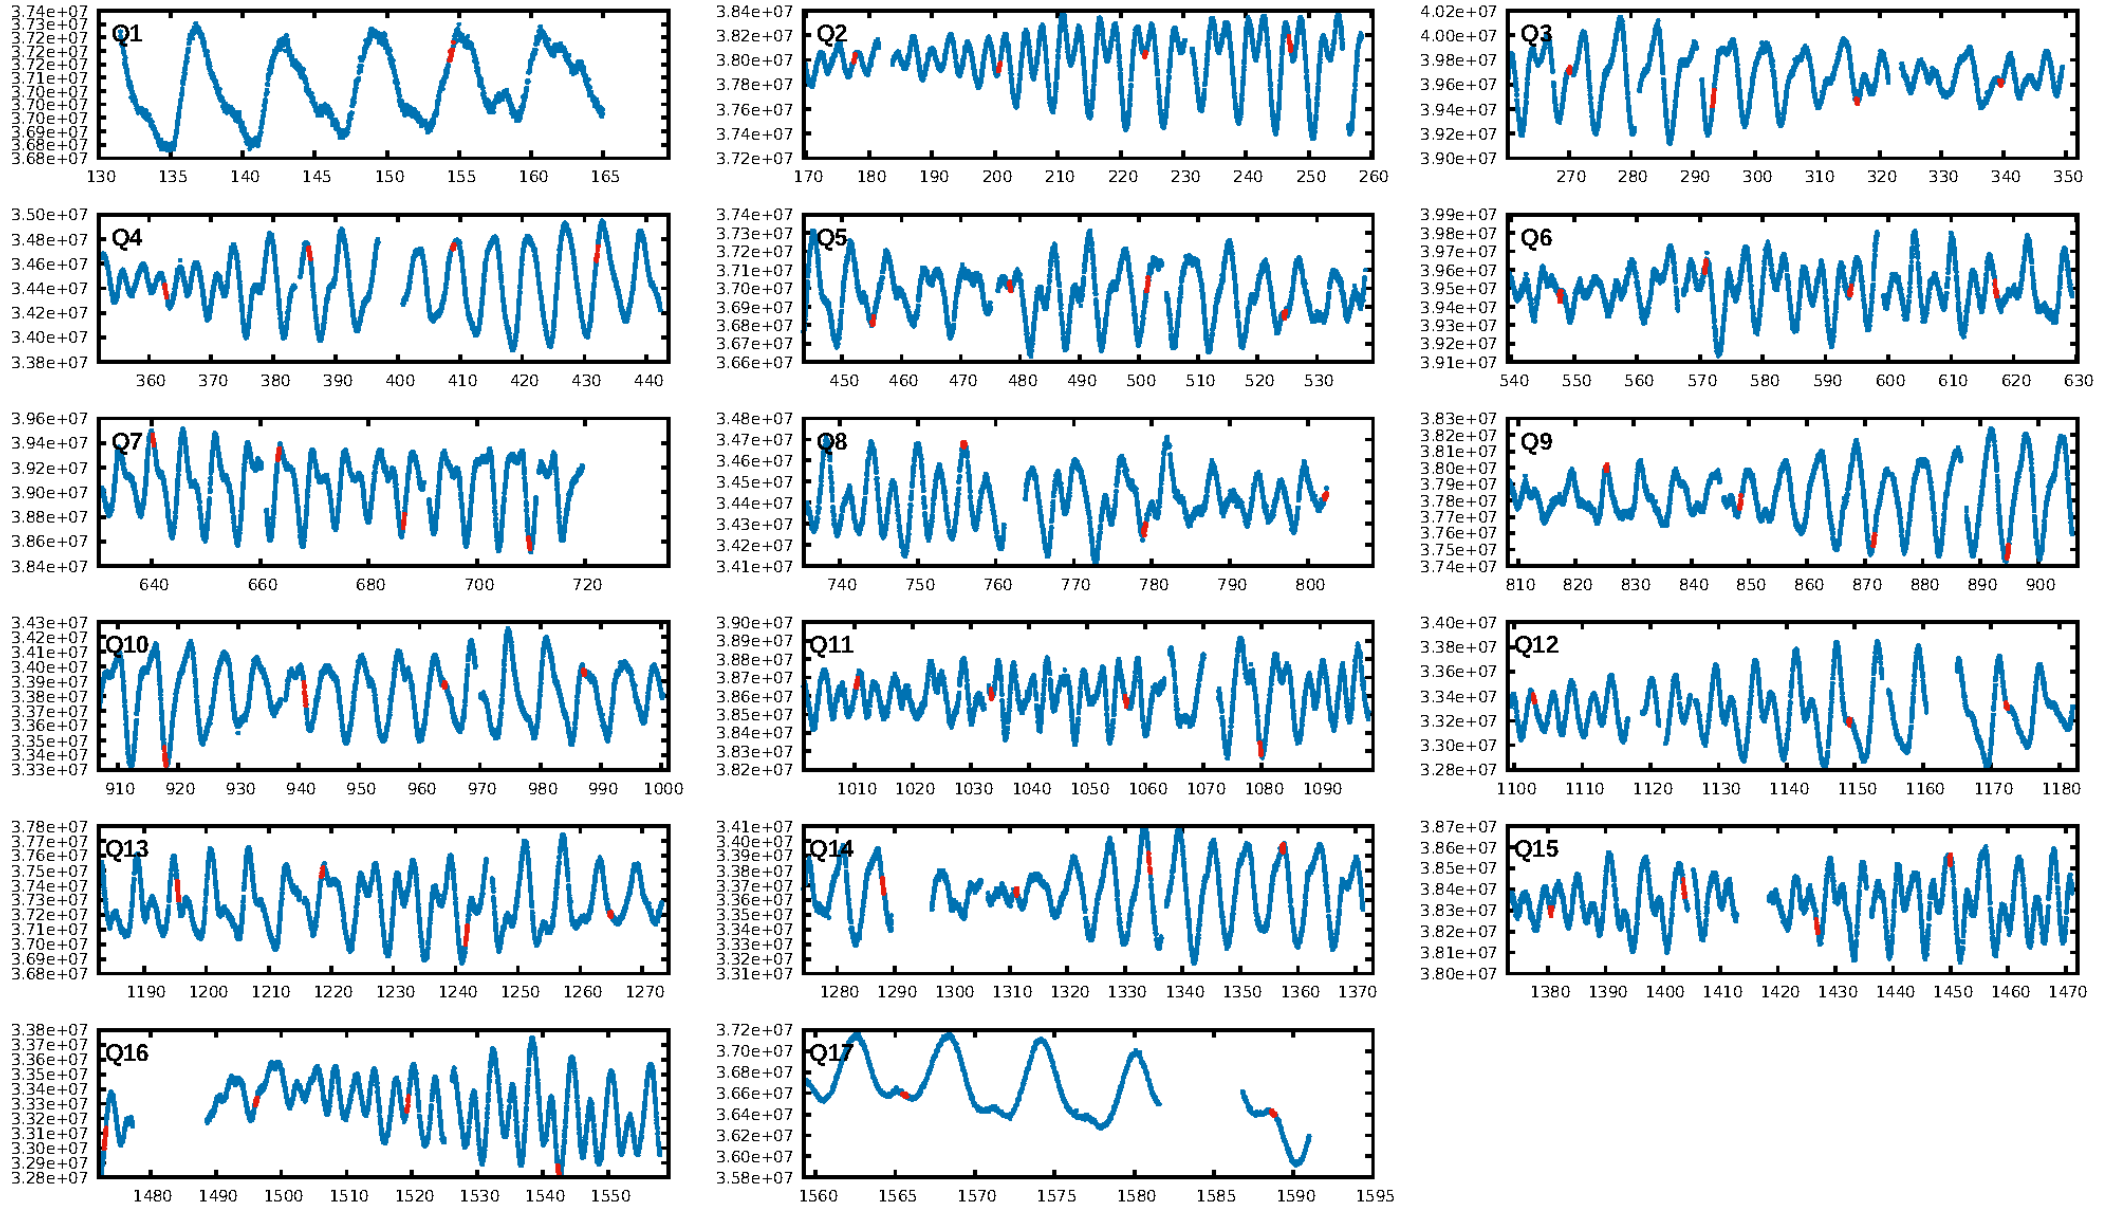 3.74e+07
3.73e+07
3.73e+07
3.72e+07
3.72e+07
3.71e+07
3.71e+07
3.70e+07
3.70e+07
3.69e+07
3.69e+07
3.68e+07
Q1
130 135 140 145 150 155 160 165
3.84e+07
3.82e+07
3.80e+07
3.78e+07
3.76e+07
3.74e+07
3.72e+07
Q2
170 180 190 200 210 220 230 240 250 260
4.02e+07
4.00e+07
3.98e+07
3.96e+07
3.94e+07
3.92e+07
3.90e+07
Q3
270 280 290 300 310 320 330 340 350
3.50e+07
3.48e+07
3.46e+07
3.44e+07
3.42e+07
3.40e+07
3.38e+07
Q4
360 370 380 390 400 410 420 430 440
3.74e+07
3.73e+07
3.72e+07
3.71e+07
3.70e+07
3.69e+07
3.68e+07
3.67e+07
3.66e+07
Q5
450 460 470 480 490 500 510 520 530
3.99e+07
3.98e+07
3.97e+07
3.96e+07
3.95e+07
3.94e+07
3.93e+07
3.92e+07
3.91e+07
Q6
540 550 560 570 580 590 600 610 620 630
3.96e+07
3.94e+07
3.92e+07
3.90e+07
3.88e+07
3.86e+07
3.84e+07
Q7
640 660 680 700 720
3.48e+07
3.47e+07
3.46e+07
3.45e+07
3.44e+07
3.43e+07
3.42e+07
3.41e+07
Q8
740 750 760 770 780 790 800
3.83e+07
3.82e+07
3.81e+07
3.80e+07
3.79e+07
3.78e+07
3.77e+07
3.76e+07
3.75e+07
3.74e+07
Q9
810 820 830 840 850 860 870 880 890 900
3.43e+07
3.42e+07
3.41e+07
3.40e+07
3.39e+07
3.38e+07
3.37e+07
3.36e+07
3.35e+07
3.34e+07
3.33e+07
Q10
910 920 930 940 950 960 970 980 990 1000
3.90e+07
3.89e+07
3.88e+07
3.87e+07
3.86e+07
3.85e+07
3.84e+07
3.83e+07
3.82e+07
Q11
1010 1020 1030 1040 1050 1060 1070 1080 1090
3.40e+07
3.38e+07
3.36e+07
3.34e+07
3.32e+07
3.30e+07
3.28e+07
Q12
1100 1110 1120 1130 1140 1150 1160 1170 1180
3.78e+07
3.77e+07
3.76e+07
3.75e+07
3.74e+07
3.73e+07
3.72e+07
3.71e+07
3.70e+07
3.69e+07
3.68e+07
Q13
1190 1200 1210 1220 1230 1240 1250 1260 1270
3.41e+07
3.40e+07
3.39e+07
3.38e+07
3.37e+07
3.36e+07
3.35e+07
3.34e+07
3.33e+07
3.32e+07
3.31e+07
Q14
1280 1290 1300 1310 1320 1330 1340 1350 1360 1370
3.87e+07
3.86e+07
3.85e+07
3.84e+07
3.83e+07
3.82e+07
3.81e+07
3.80e+07
Q15
1380 1390 1400 1410 1420 1430 1440 1450 1460 1470
3.38e+07
3.37e+07
3.36e+07
3.35e+07
3.34e+07
3.33e+07
3.32e+07
3.31e+07
3.30e+07
3.29e+07
3.28e+07
Q16
1480 1490 1500 1510 1520 1530 1540 1550
3.72e+07
3.70e+07
3.68e+07
3.66e+07
3.64e+07
3.62e+07
3.60e+07
3.58e+07
Q17
1560 1565 1570 1575 1580 1585 1590 1595